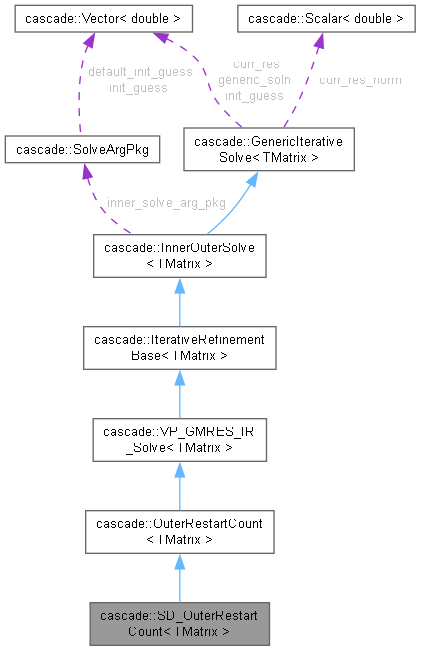 cascade::Vector< double >
cascade::Scalar< double >
default_init_guess
init_guess
curr_res
generic_soln
init_guess
curr_res_norm
cascade::SolveArgPkg
cascade::GenericIterative
Solve< TMatrix >
inner_solve_arg_pkg
cascade::InnerOuterSolve
< TMatrix >
cascade::IterativeRefinement
Base< TMatrix >
cascade::VP_GMRES_IR
_Solve< TMatrix >
cascade::OuterRestartCount
< TMatrix >
cascade::SD_OuterRestart
Count< TMatrix >